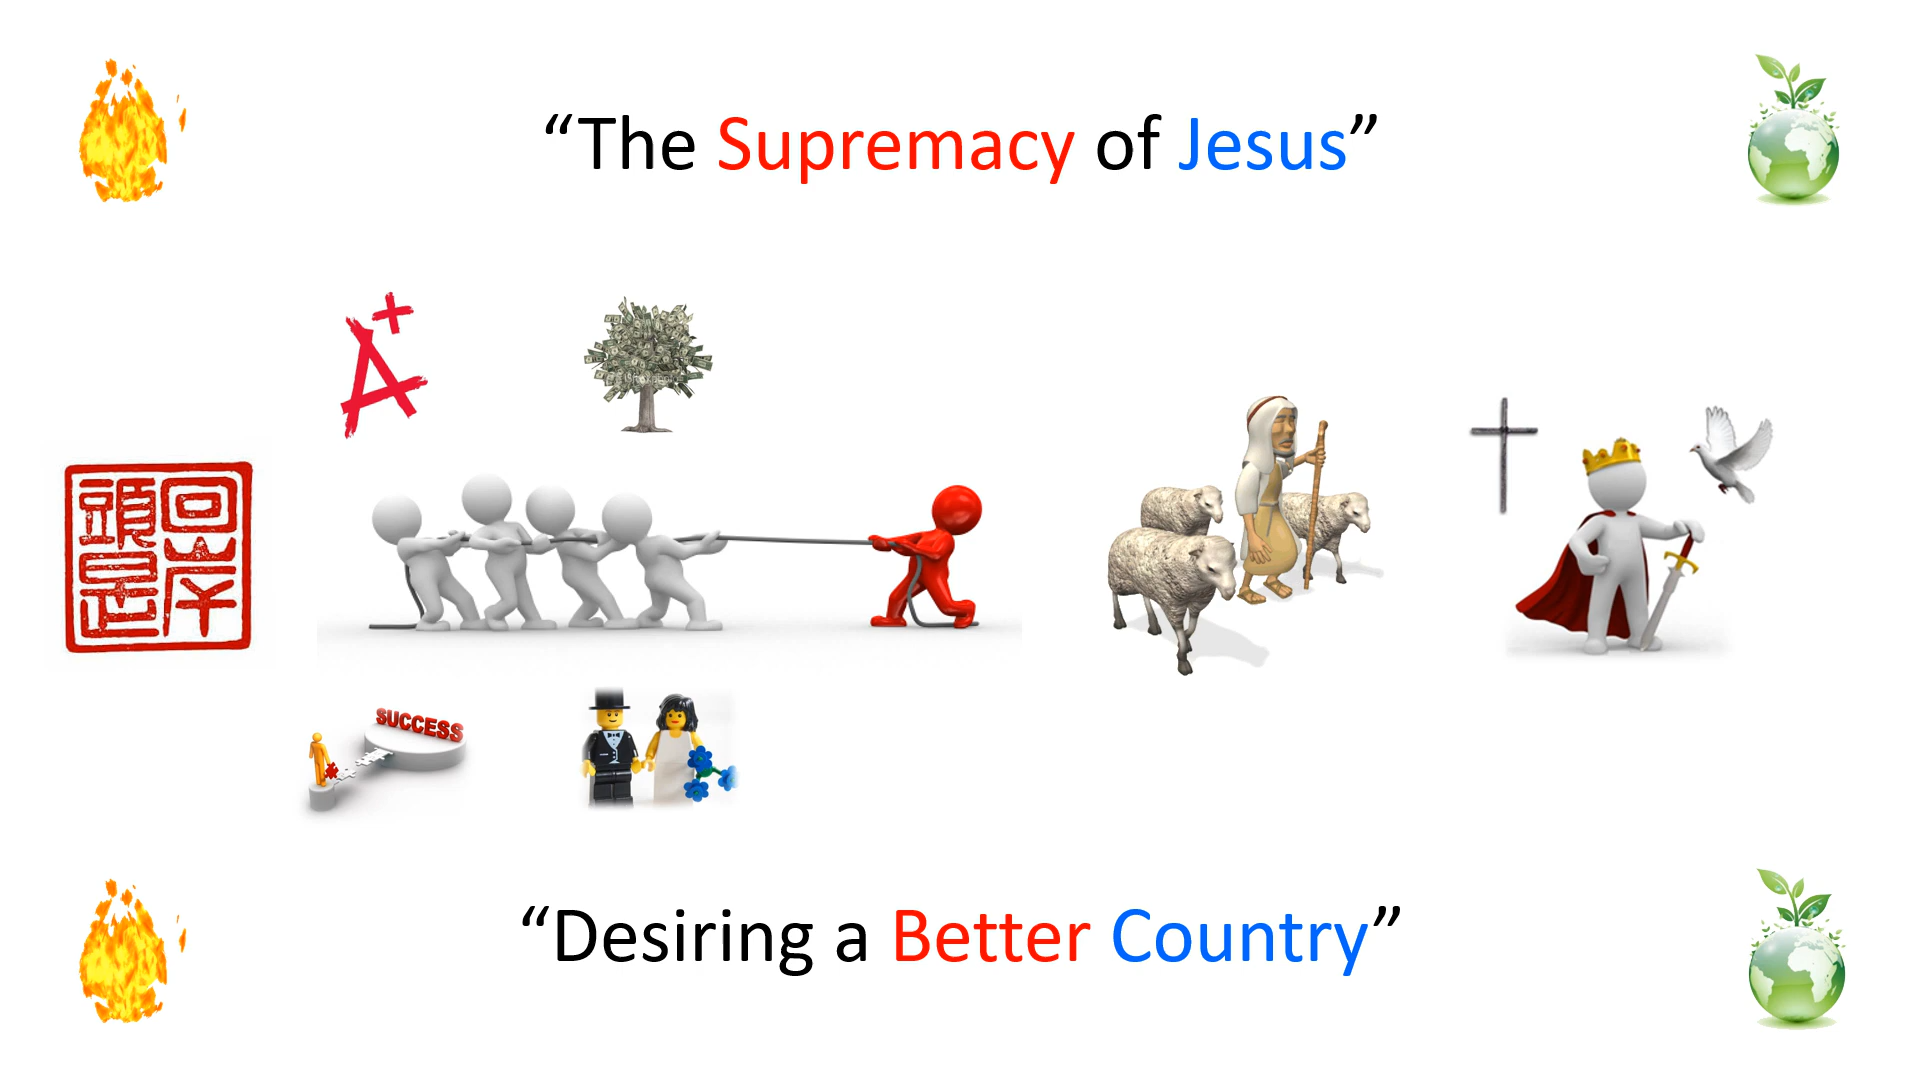 “The Supremacy of Jesus”
A+
回頭
是岸
SUCCESS
“Desiring a Better Country”